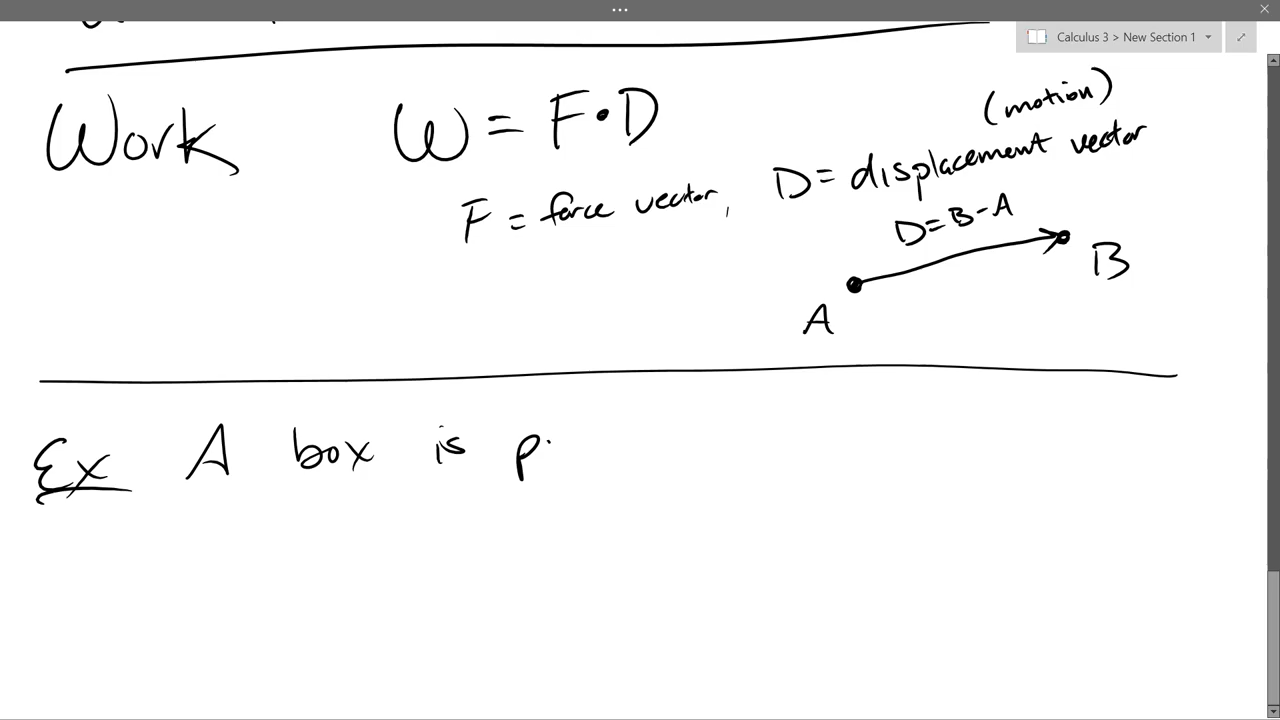 Calculus 3 > New Section 1
Work W = F • D
(motion)
F = force vector, D = displacement vector
D = B - A
A B
Ex A box is p